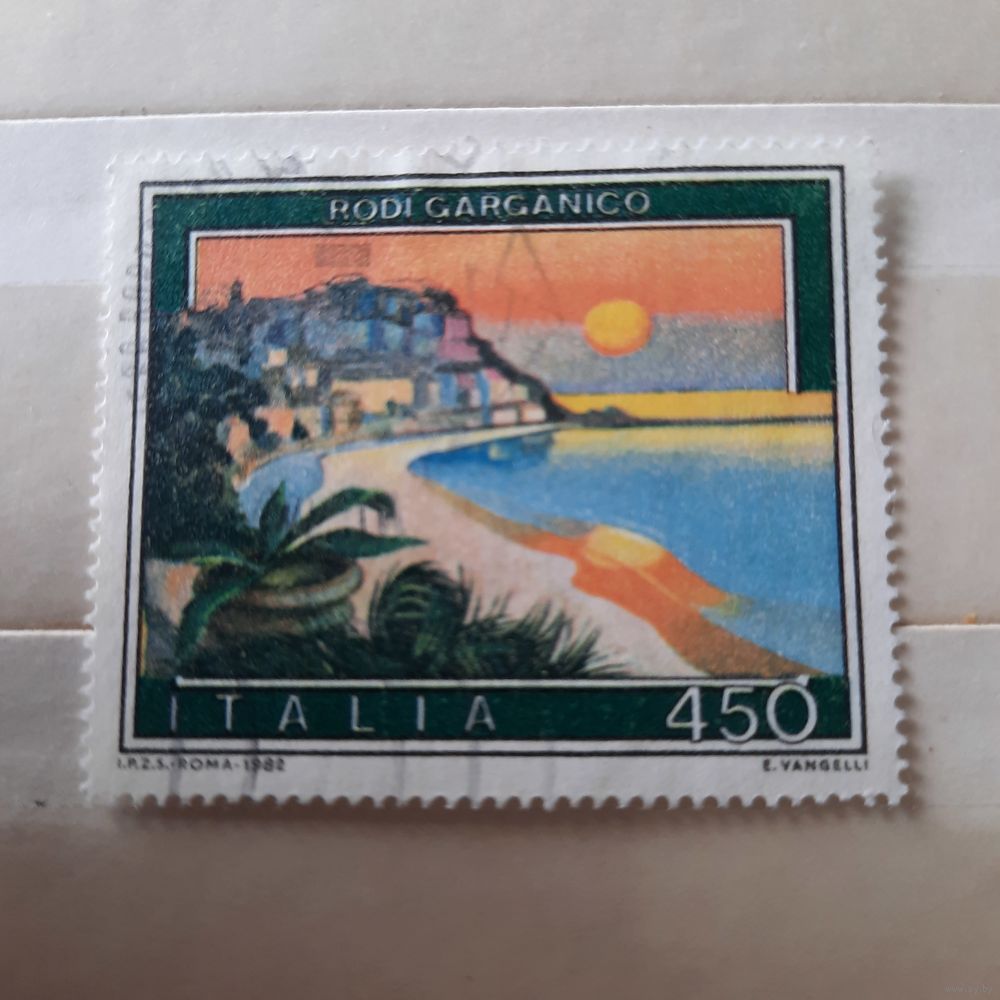 RODI GARGANICO
ITALIA 450
I.P.Z.S.-ROMA-1982 E. VANGELLI